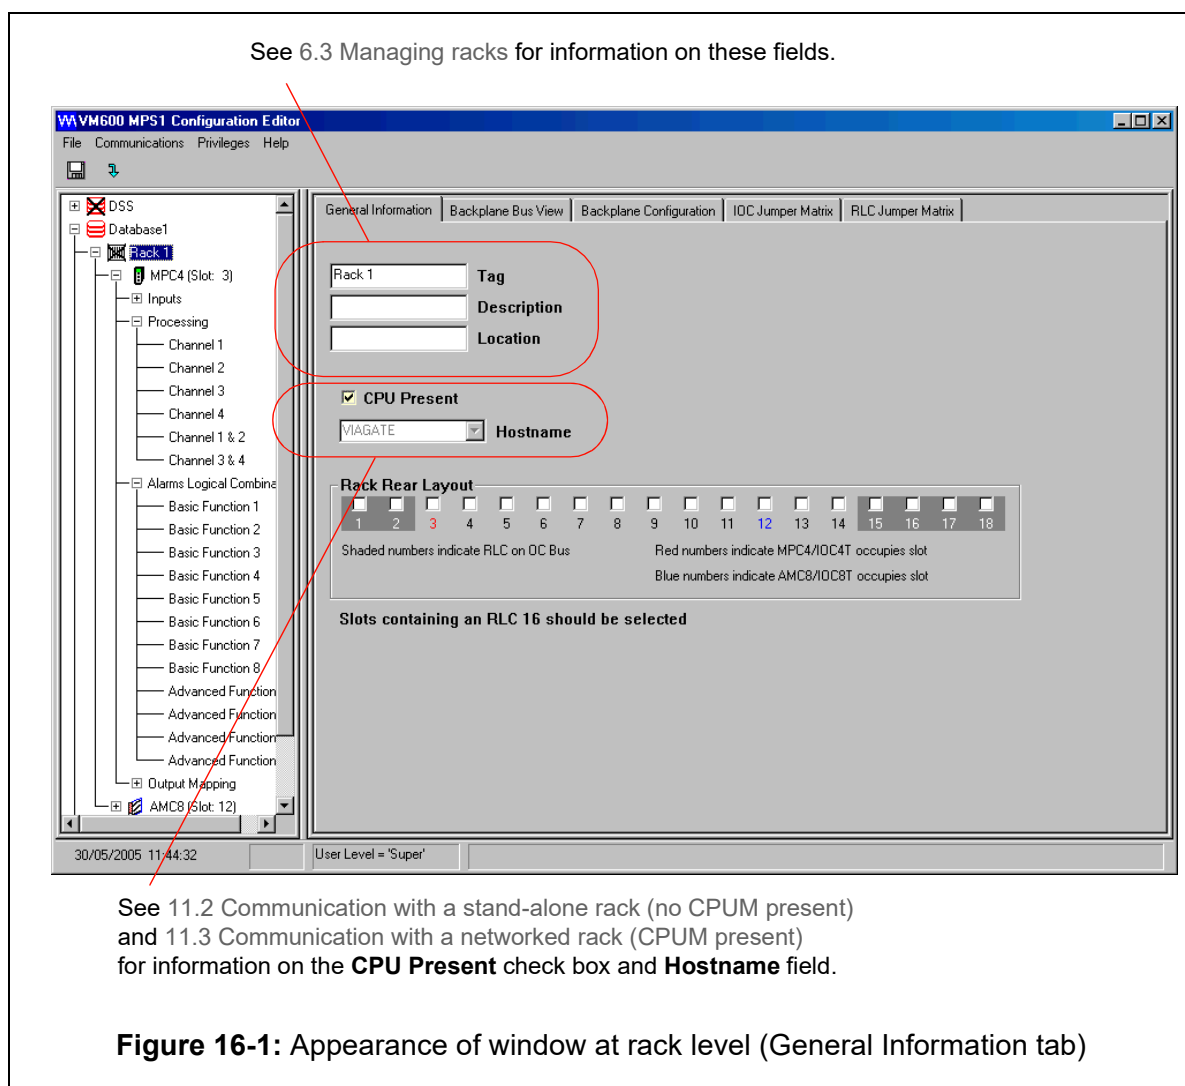 See 6.3 Managing racks for information on these fields.
VM600 MPS1 Configuration Editor
File Communications Privileges Help
DSS
Database1
Rack 1
MPC4 (Slot: 3)
Inputs
Processing
Channel 1
Channel 2
Channel 3
Channel 4
Channel 1 & 2
Channel 3 & 4
Alarms Logical Combina
Basic Function 1
Basic Function 2
Basic Function 3
Basic Function 4
Basic Function 5
Basic Function 6
Basic Function 7
Basic Function 8
Advanced Function
Advanced Function
Advanced Function
Advanced Function
Output Mapping
AMC8 (Slot: 12)
General Information Backplane Bus View Backplane Configuration IOC Jumper Matrix RLC Jumper Matrix
Rack 1 Tag
Description
Location
CPU Present
VIAGATE Hostname
Rack Rear Layout
1 2 3 4 5 6 7 8 9 10 11 12 13 14 15 16 17 18
Shaded numbers indicate RLC on OC Bus Red numbers indicate MPC4/IOC4T occupies slot
Blue numbers indicate AMC8/IOC8T occupies slot
Slots containing an RLC 16 should be selected
30/05/2005 11:44:32 User Level = 'Super'
See 11.2 Communication with a stand-alone rack (no CPUM present)
and 11.3 Communication with a networked rack (CPUM present)
for information on the CPU Present check box and Hostname field.
Figure 16-1: Appearance of window at rack level (General Information tab)